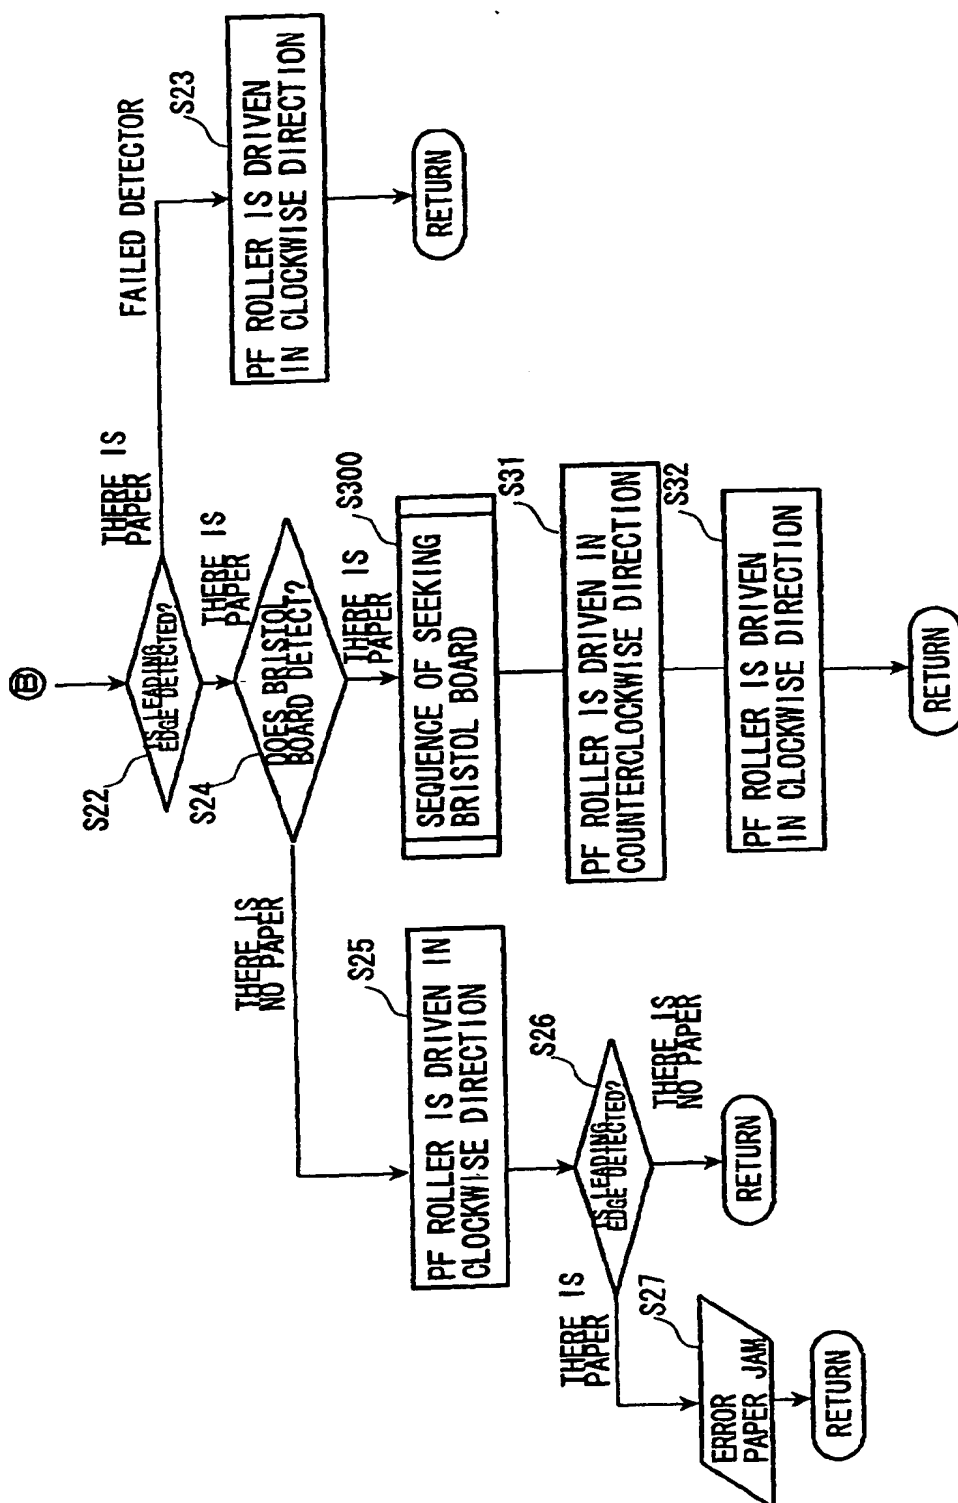 B
S22
IS LEADING
EDGE DETECTED?
THERE IS
PAPER
FAILED DETECTOR
S23
PF ROLLER IS DRIVEN
IN CLOCKWISE DIRECTION
RETURN
THERE IS
PAPER
S24
DOES BRISTOL
BOARD DETECT?
THERE IS
PAPER
S300
SEQUENCE OF SEEKING
BRISTOL BOARD
S31
PF ROLLER IS DRIVEN IN
COUNTERCLOCKWISE DIRECTION
S32
PF ROLLER IS DRIVEN
IN CLOCKWISE DIRECTION
RETURN
THERE IS
NO PAPER
S25
PF ROLLER IS DRIVEN IN
CLOCKWISE DIRECTION
S26
IS LEADING
EDGE DETECTED?
THERE IS
NO PAPER
RETURN
THERE IS
PAPER
S27
ERROR
PAPER JAM
RETURN